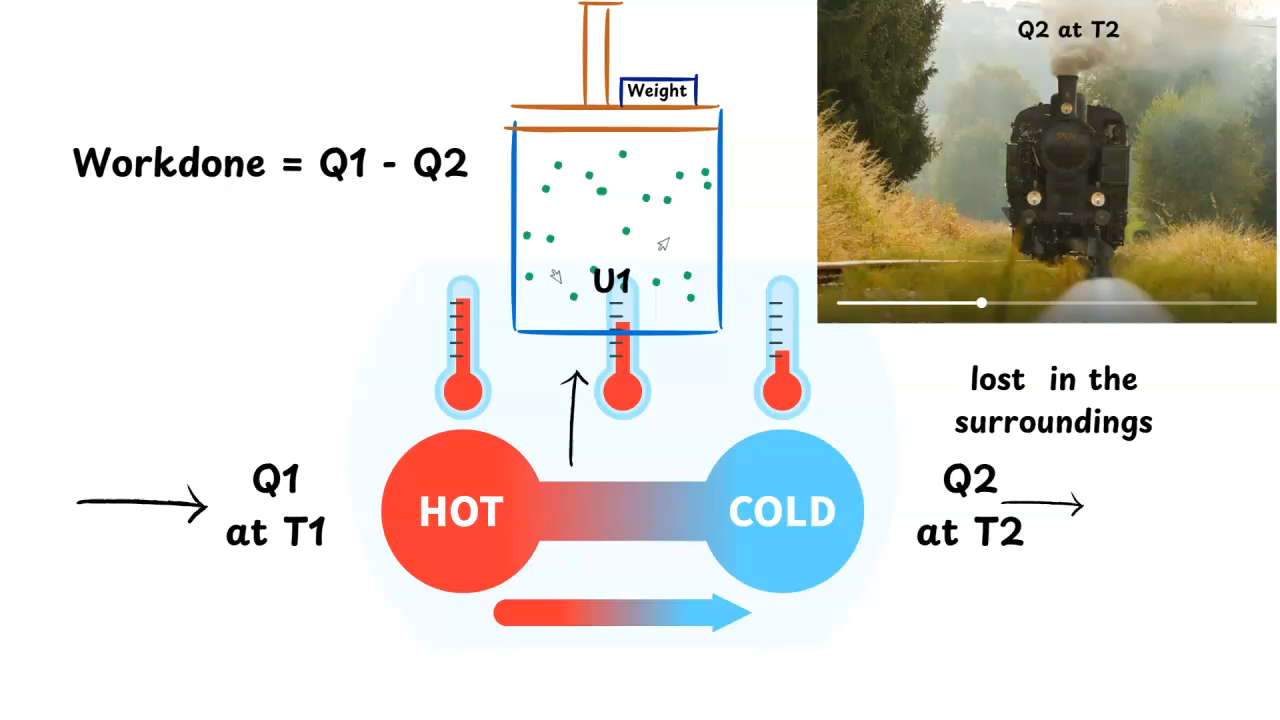 Q2 at T2
Weight
Workdone = Q1 - Q2
U1
lost in the
surroundings
Q1
at T1
HOT
COLD
Q2
at T2